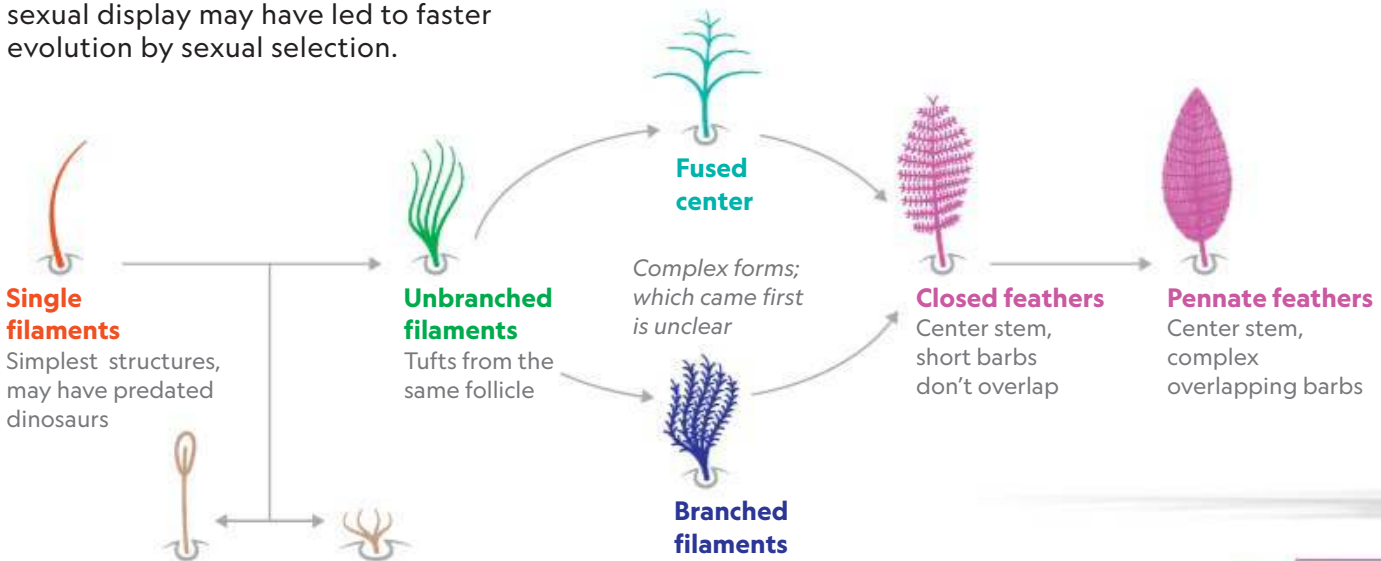 sexual display may have led to faster
evolution by sexual selection.
Single
filaments
Simplest structures,
may have predated
dinosaurs
Unbranched
filaments
Tufts from the
same follicle
Fused
center
Complex forms;
which came first
is unclear
Branched
filaments
Closed feathers
Center stem,
short barbs
don't overlap
Pennate feathers
Center stem,
complex
overlapping barbs